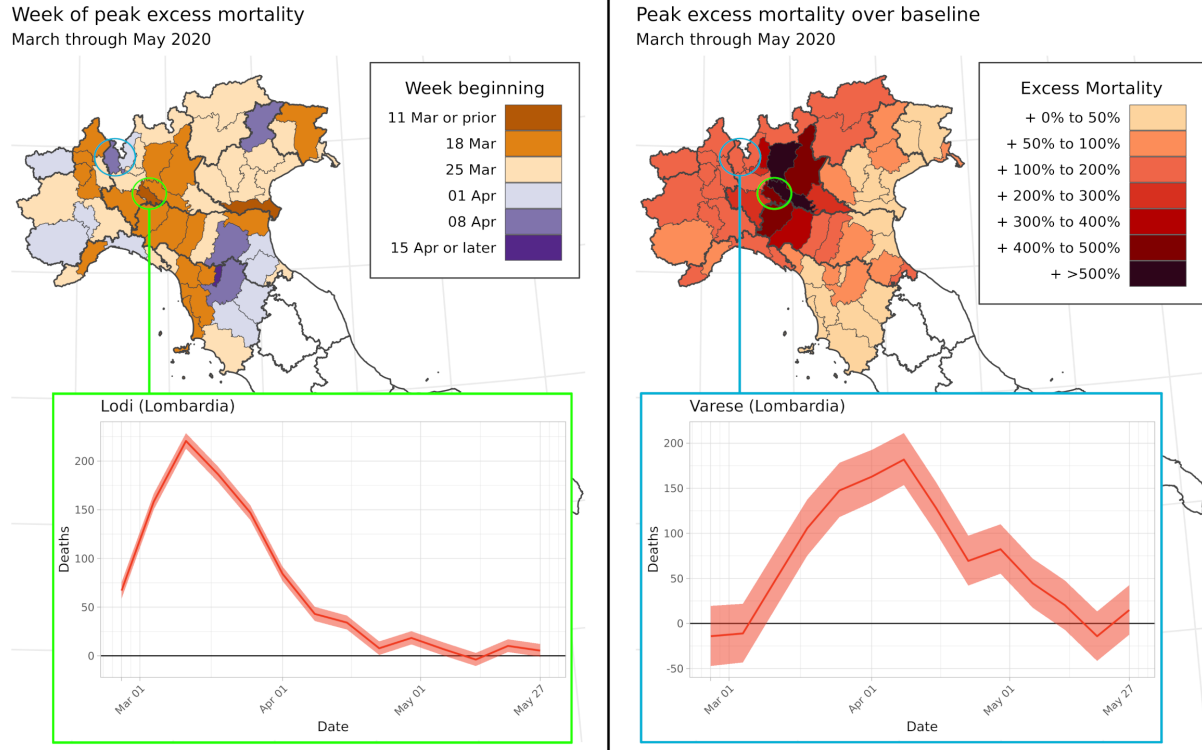 Week of peak excess mortality
March through May 2020
Week beginning
11 Mar or prior
18 Mar
25 Mar
01 Apr
08 Apr
15 Apr or later
Lodi (Lombardia)
200
150
100
50
0
Deaths
Mar 01
Apr 01
May 01
May 27
Date
Peak excess mortality over baseline
March through May 2020
Excess Mortality
+ 0% to 50%
+ 50% to 100%
+ 100% to 200%
+ 200% to 300%
+ 300% to 400%
+ 400% to 500%
+ >500%
Varese (Lombardia)
200
150
100
50
0
-50
Deaths
Mar 01
Apr 01
May 01
May 27
Date